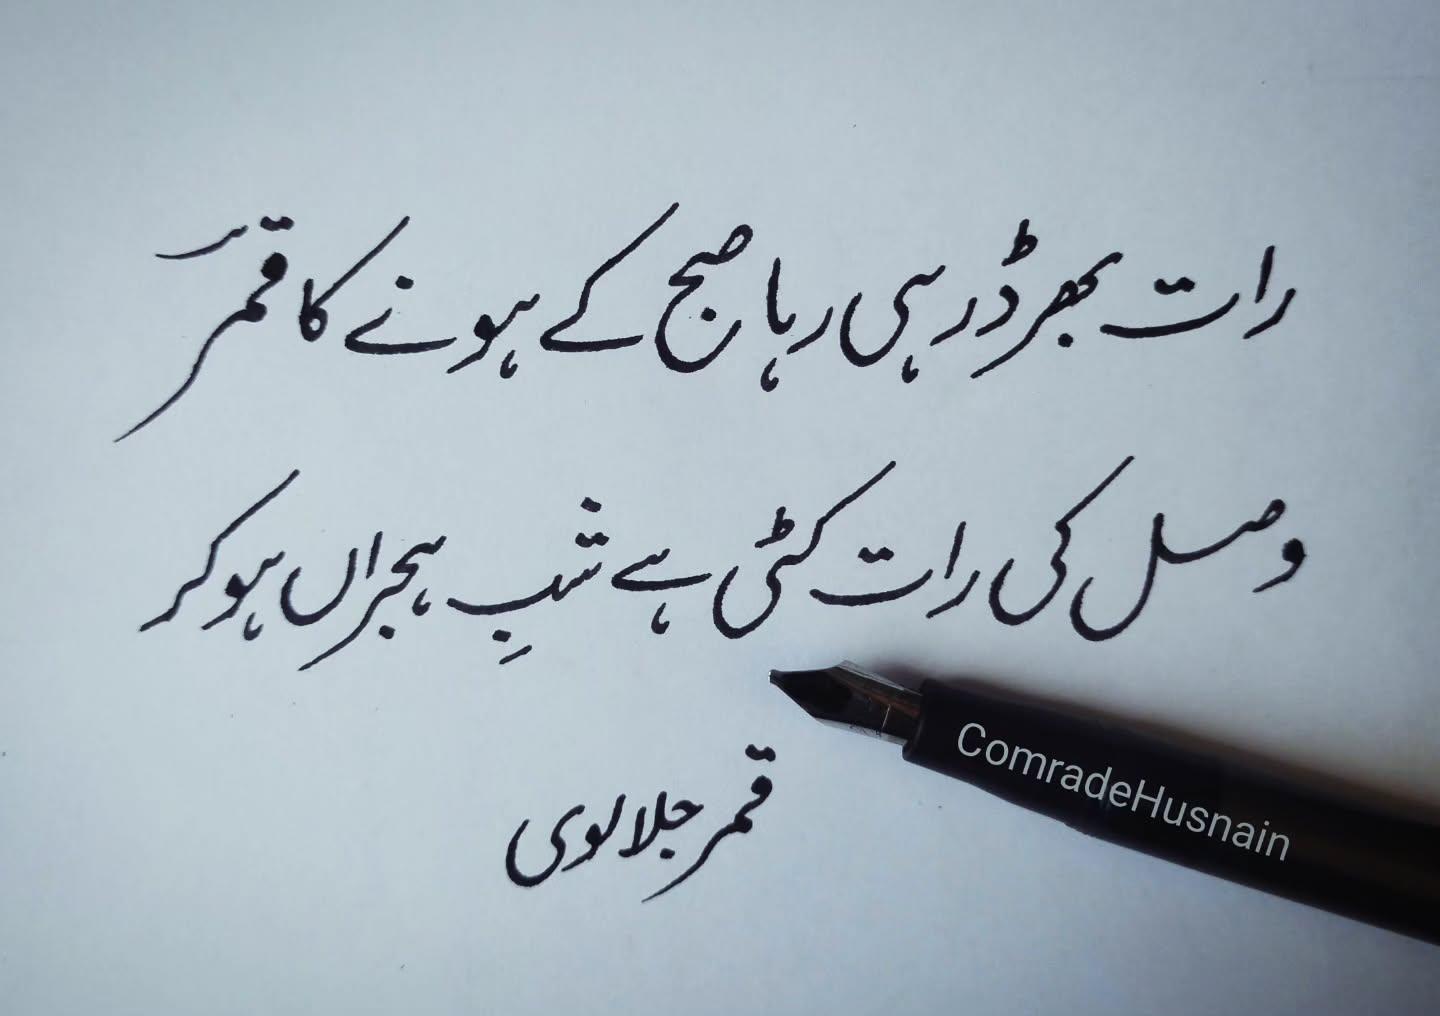 رات بھر ڈر ہی رہا صبح کے ہونے کا قمرؔ
وصل کی رات کٹی ہے شبِ ہجراں ہو کر
قمر جلالوی
ComradeHusnain